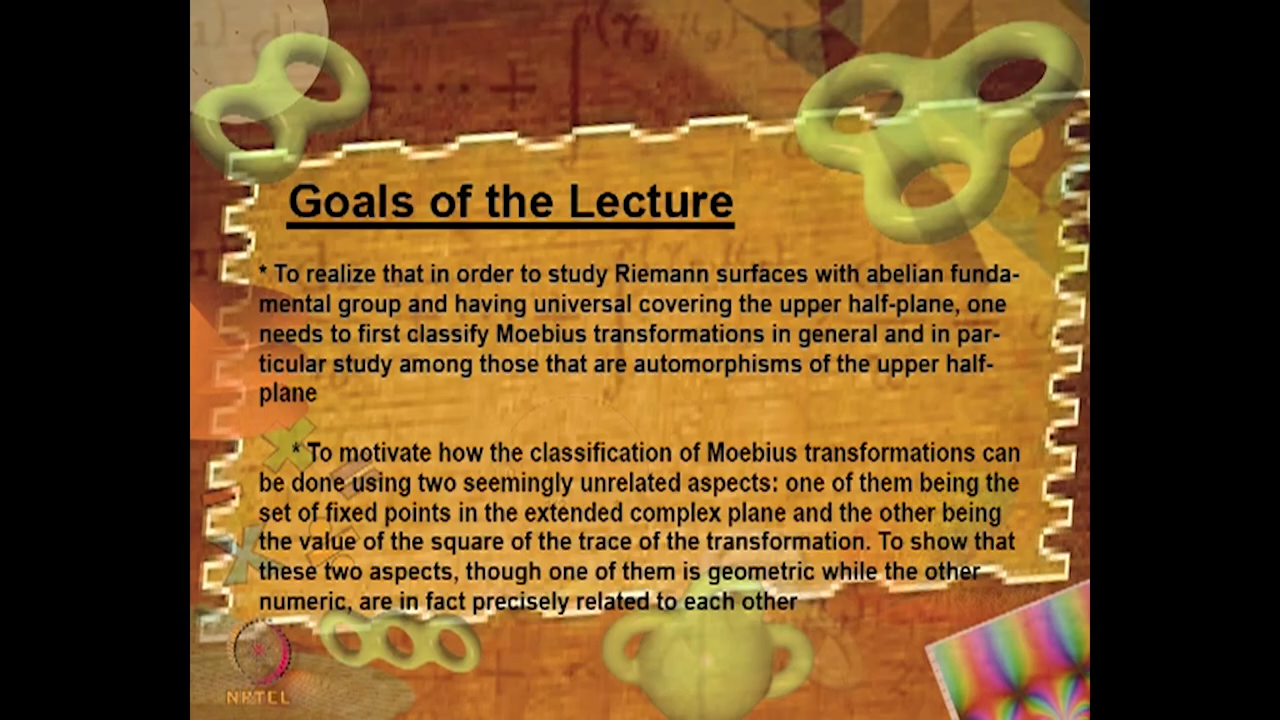 Goals of the Lecture
* To realize that in order to study Riemann surfaces with abelian funda-
mental group and having universal covering the upper half-plane, one
needs to first classify Moebius transformations in general and in par-
ticular study among those that are automorphisms of the upper half-
plane
* To motivate how the classification of Moebius transformations can
be done using two seemingly unrelated aspects: one of them being the
set of fixed points in the extended complex plane and the other being
the value of the square of the trace of the transformation. To show that
these two aspects, though one of them is geometric while the other
numeric, are in fact precisely related to each other
NPTEL